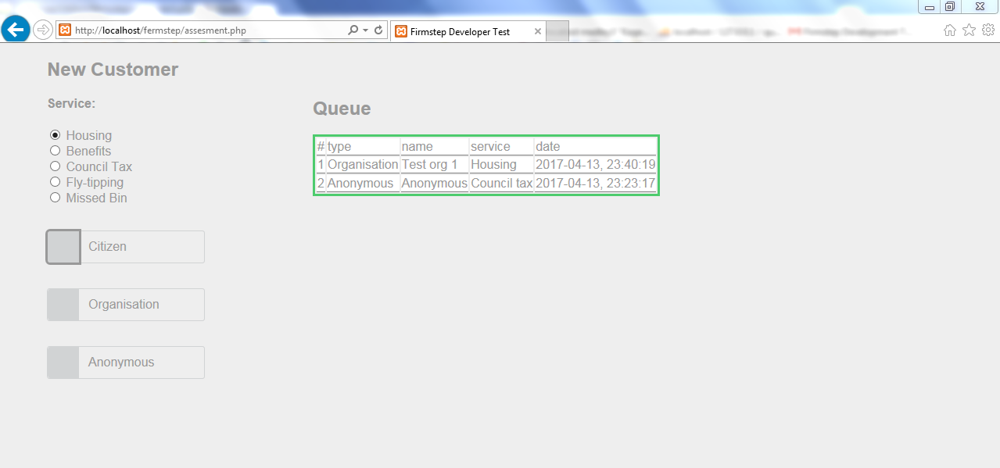 http://localhost/fermstep/assesment.php
Firmstep Developer Test
New Customer
Service:
Housing
Benefits
Council Tax
Fly-tipping
Missed Bin
Citizen
Organisation
Anonymous
Queue
# type name service date
1 Organisation Test org 1 Housing 2017-04-13, 23:40:19
2 Anonymous Anonymous Council tax 2017-04-13, 23:23:17